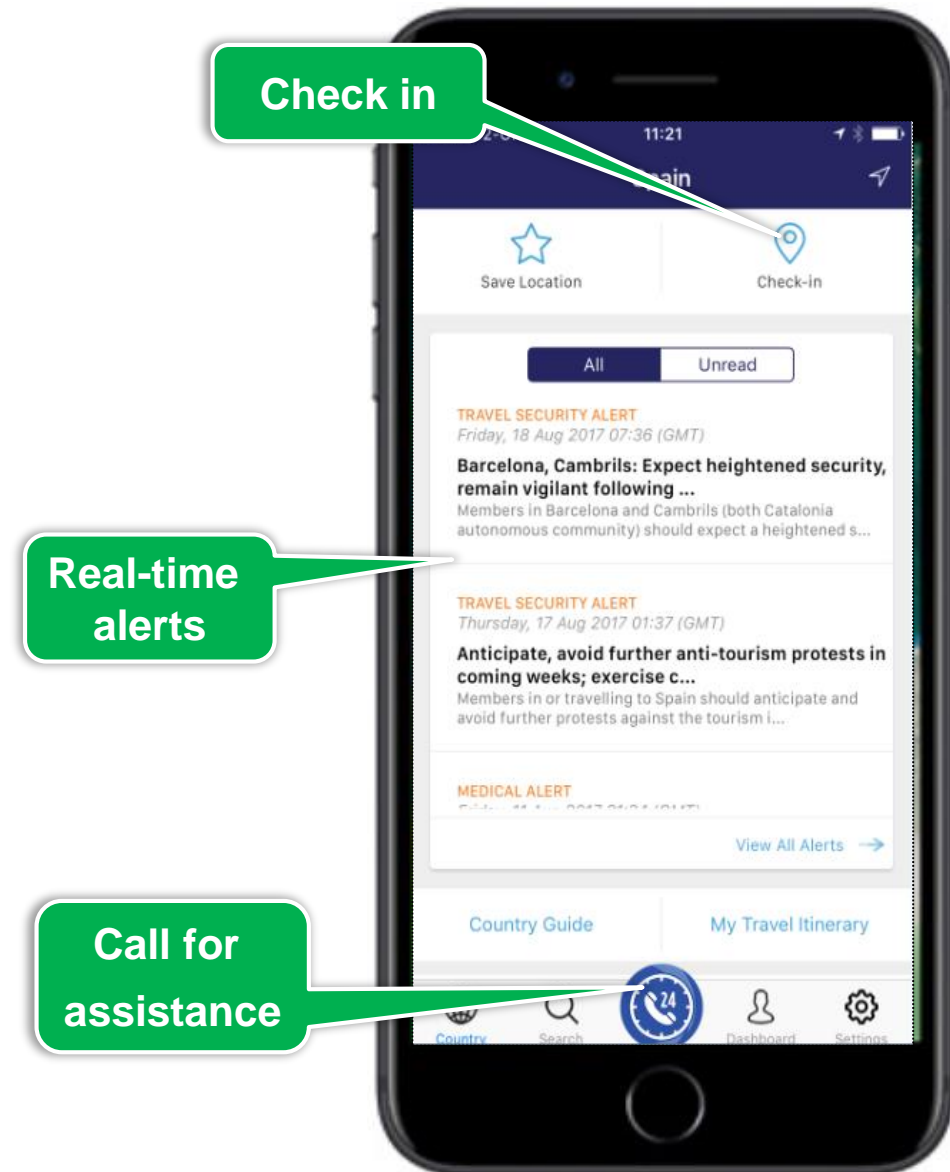 Check in
11:21
Spain
Save Location
Check-in
All
Unread
TRAVEL SECURITY ALERT
Friday, 18 Aug 2017 07:36 (GMT)
Barcelona, Cambrils: Expect heightened security,
remain vigilant following ...
Members in Barcelona and Cambrils (both Catalonia
autonomous community) should expect a heightened s...
Real-time
alerts
TRAVEL SECURITY ALERT
Thursday, 17 Aug 2017 01:37 (GMT)
Anticipate, avoid further anti-tourism protests in
coming weeks; exercise c...
Members in or travelling to Spain should anticipate and
avoid further protests against the tourism i...
MEDICAL ALERT
View All Alerts
Country Guide
My Travel Itinerary
Call for
assistance
24
Country
Search
Dashboard
Settings